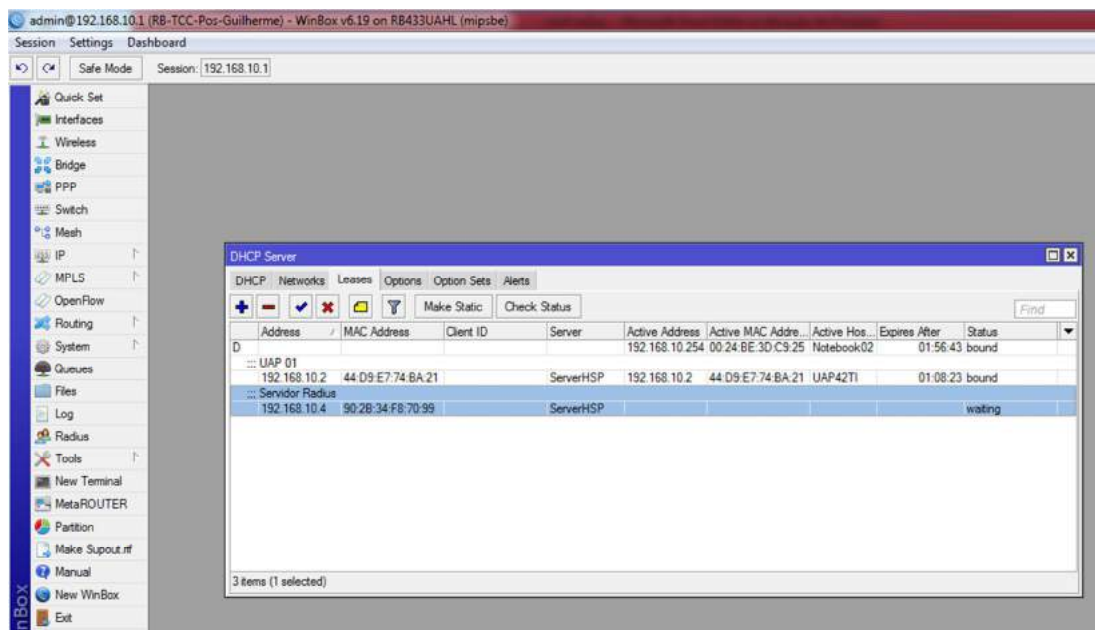 admin@192.168.10.1 (RB-TCC-Pos-Guilherme) - WinBox v6.19 on RB433UAHL (mipsbe)
Session Settings Dashboard
Safe Mode Session: 192.168.10.1
Quick Set
Interfaces
Wireless
Bridge
PPP
Switch
Mesh
IP
MPLS
OpenFlow
Routing
System
Queues
Files
Log
Radius
Tools
New Terminal
MetaROUTER
Partition
Make Supout.rif
Manual
New WinBox
Exit
nBox
DHCP Server
DHCP Networks Leases Options Option Sets Alerts
Make Static Check Status Find
Address / MAC Address Client ID Server Active Address Active MAC Addre... Active Hos... Expires After Status
D 192.168.10.254 00:24:BE:3D:C9:25 Notebook02 01:56:43 bound
::: UAP 01
192.168.10.2 44:D9:E7:74:BA:21 ServerHSP 192.168.10.2 44:D9:E7:74:BA:21 UAP42TI 01:08:23 bound
::: Servidor Radius
192.168.10.4 90:2B:34:F8:70:99 ServerHSP waiting
3 items (1 selected)